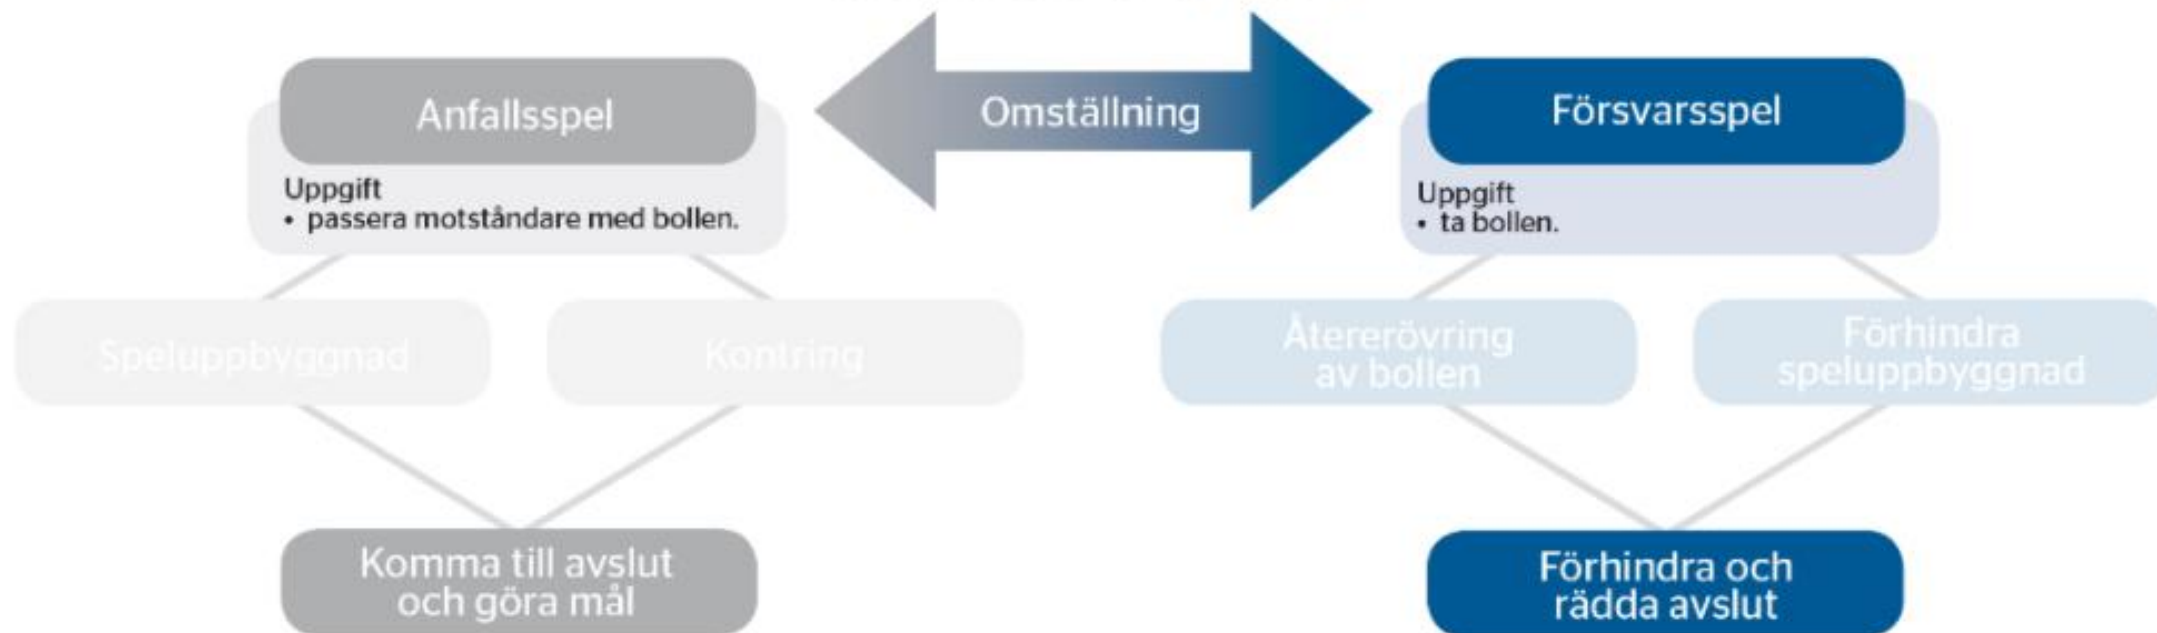 Anfallsspel
Uppgift
• passera motståndare med bollen.
Omställning
Försvarsspel
Uppgift
• ta bollen.
Speluppbyggnad
Kontring
Återerövring
av bollen
Förhindra
speluppbyggnad
Komma till avslut
och göra mål
Förhindra och
rädda avslut